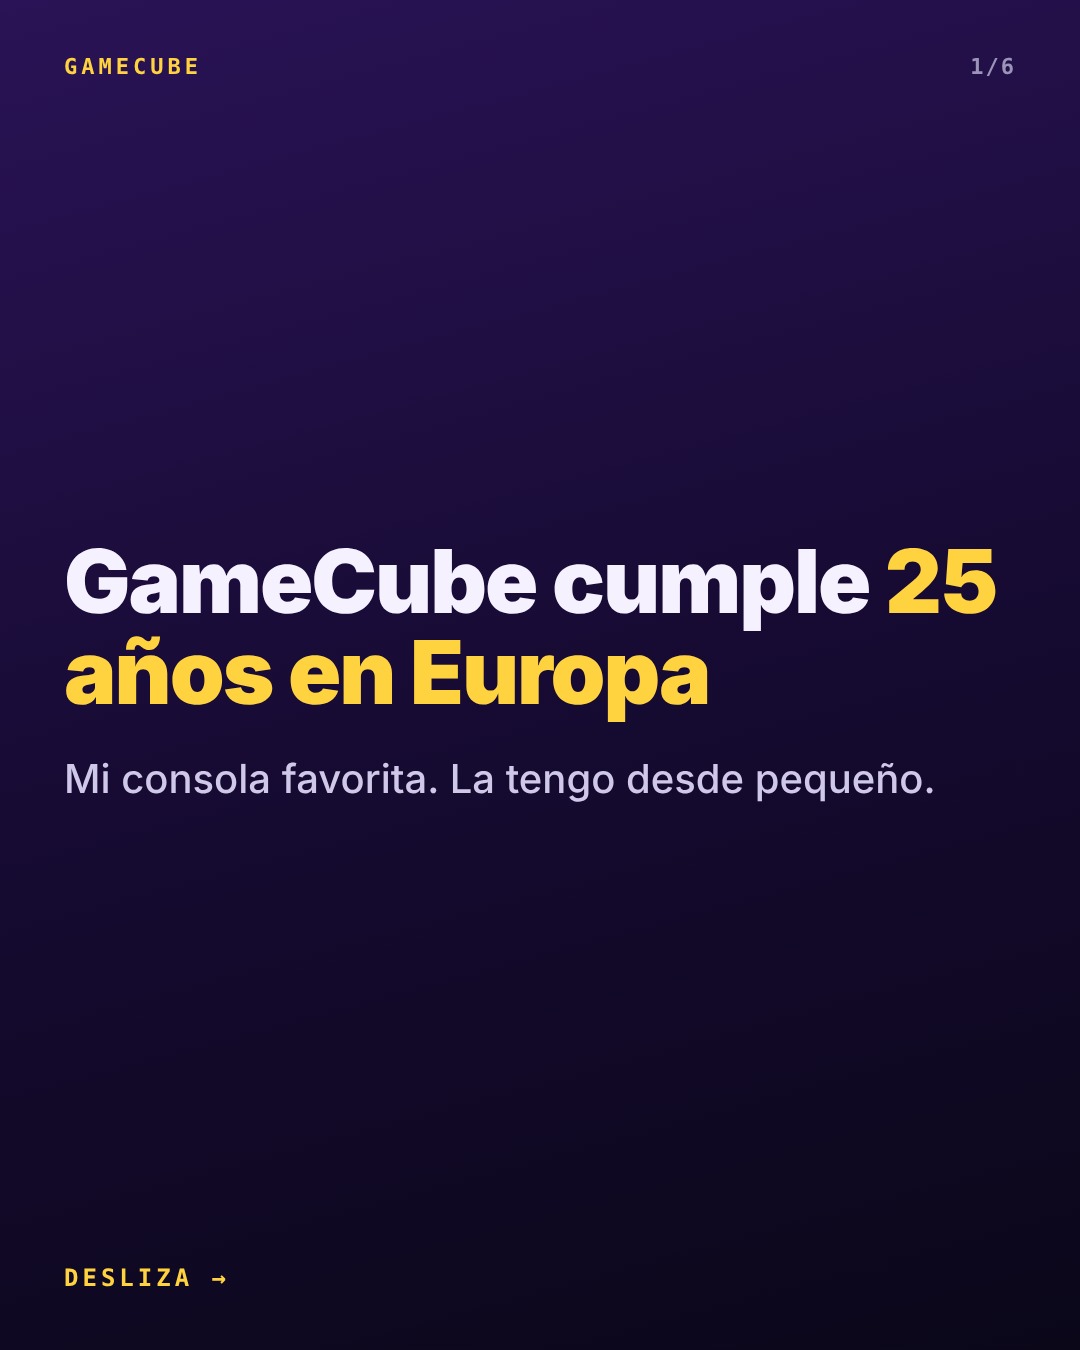 GAMECUBE
1/6
GameCube cumple 25
años en Europa
Mi consola favorita. La tengo desde pequeño.
DESLIZA →